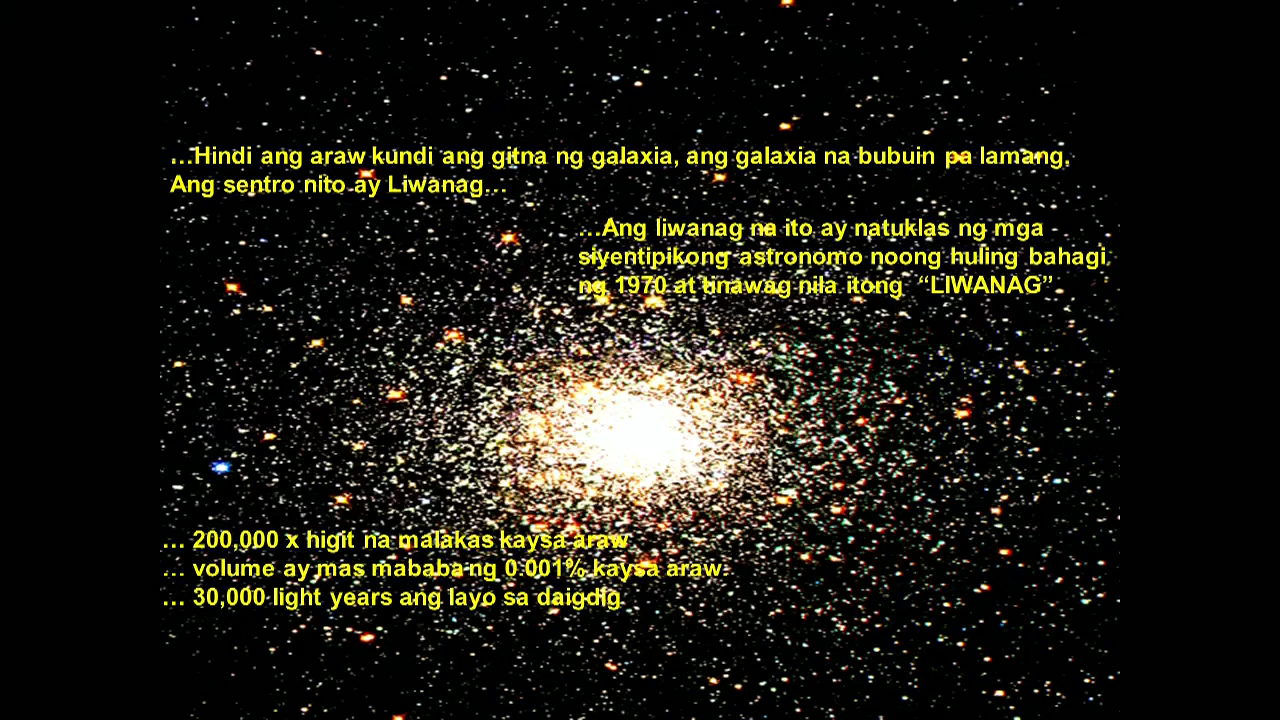 …Hindi ang araw kundi ang gitna ng galaxia, ang galaxia na bubuin pa lamang.
Ang sentro nito ay Liwanag…
…Ang liwanag na ito ay natuklas ng mga
siyentipikong astronomo noong huling bahagi
ng 1970 at tinawag nila itong “LIWANAG”
… 200,000 x higit na malakas kaysa araw
… volume ay mas mababa ng 0.001% kaysa araw
… 30,000 light years ang layo sa daigdig